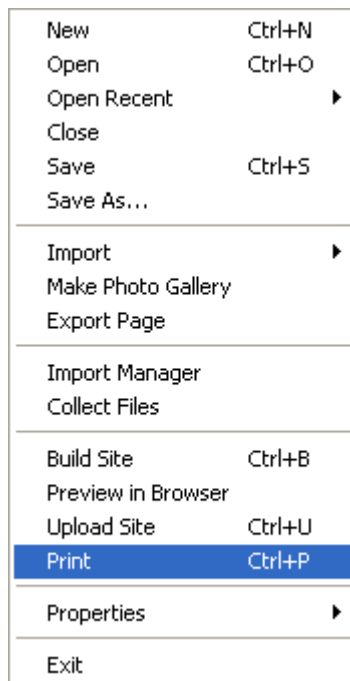 New Ctrl+N
Open Ctrl+O
Open Recent
Close
Save Ctrl+S
Save As...
Import
Make Photo Gallery
Export Page
Import Manager
Collect Files
Build Site Ctrl+B
Preview in Browser
Upload Site Ctrl+U
Print Ctrl+P
Properties
Exit